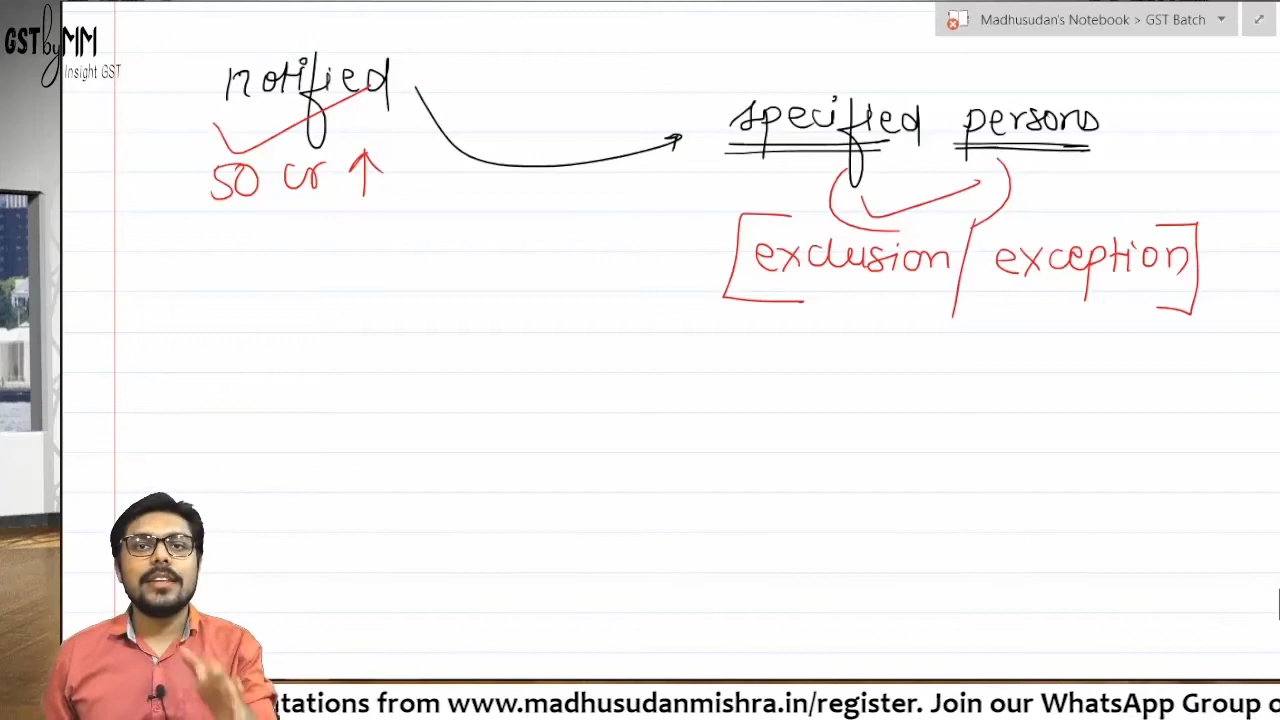 GST by MM
Insight GST
Madhusudan's Notebook > GST Batch
notified
50 cr ↑
specified persons
exclusion / exception
tations from www.madhusudanmishra.in/register. Join our WhatsApp Group